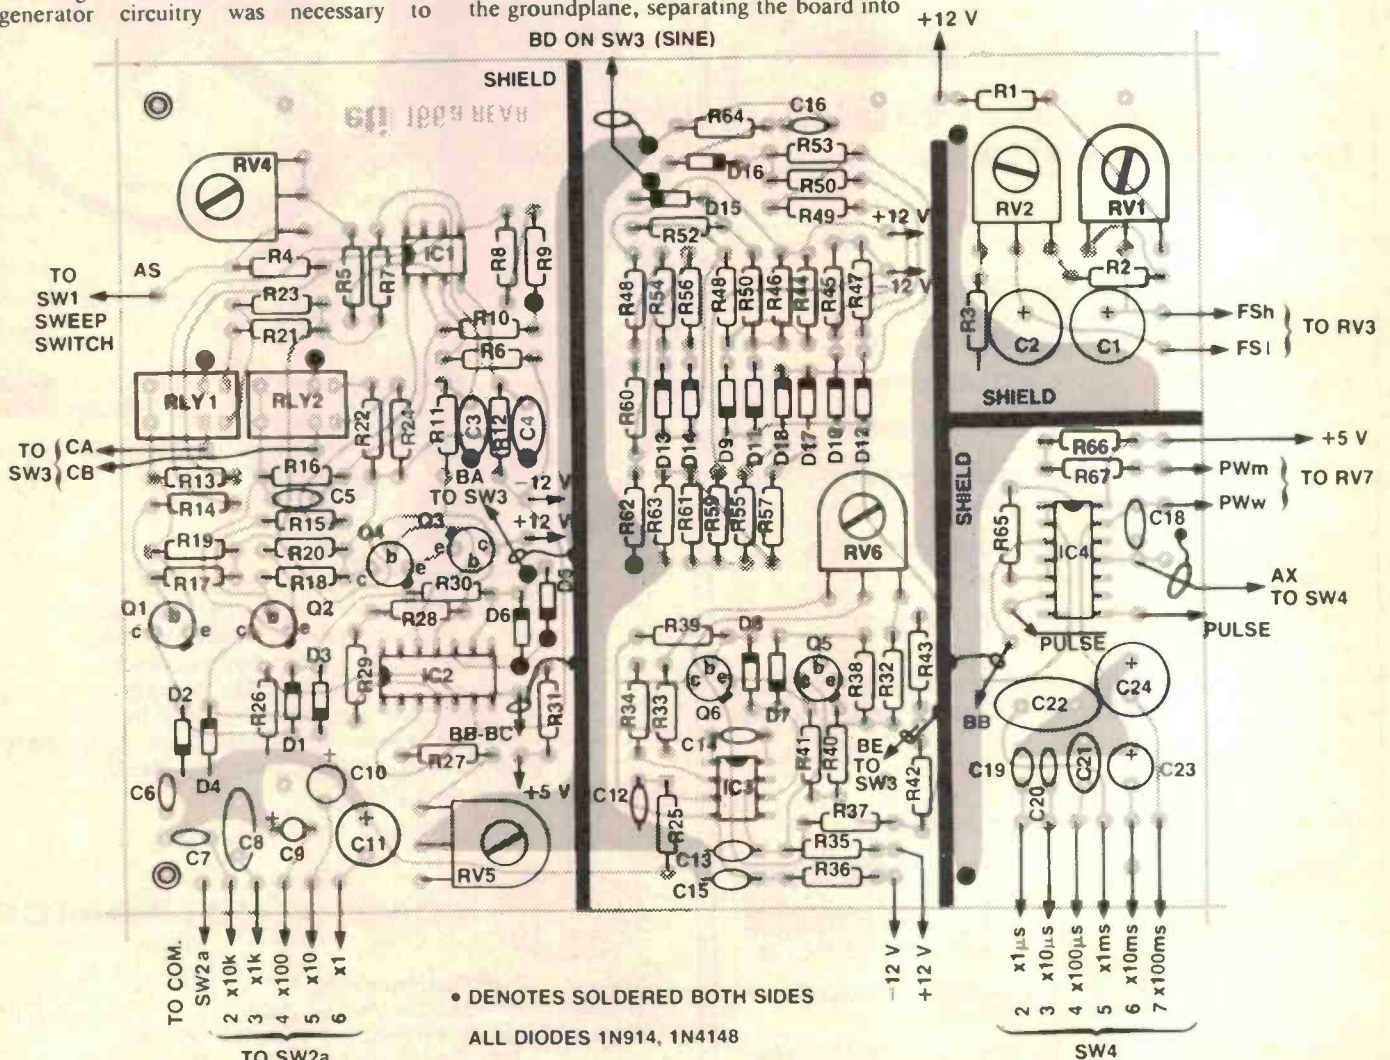 generator circuitry was necessary to
the groundplane, separating the board into
+12 V
BD ON SW3 (SINE)
SHIELD
R1
R64
C16
RV4
R53
D16
R50
RV2
RV1
D15
R49
+12 V
R52
R4
R5
R7
IC1
R8
R9
R2
TO
SW1
SWEEP
SWITCH
AS
R23
R21
R48
R54
R56
R48
R50
R46
R44
R45
R47
-12 V
R3
C2
C1
FSh
FSl
TO RV3
R10
R6
RLY1
RLY2
R22
R24
R11
C3
R12
C4
R60
D13
D14
D9
D11
D18
D17
D10
D12
SHIELD
TO
SW3
CA
CB
R66
+5 V
R13
R16
BA
TO SW3
-12 V
R67
PWm
TO RV7
PWw
R14
C5
R15
+12 V
R62
R63
R61
R59
R55
R57
RV6
SHIELD
R65
IC4
C18
R19
R20
Q4
Q3
c
b
e
e
b
c
R17
R18
R30
D5
AX
TO SW4
Q1
Q2
R28
D6
c
b
e
c
b
e
PULSE
PULSE
R39
D8
Q5
R43
D3
R29
IC2
R34
R33
Q6
D7
R38
R32
C24
D2
R26
R31
C22
BB
D1
BB-BC
C14
R41
R40
BE
TO
SW3
D4
R27
C10
IC3
R42
C19
C20
C21
C23
C6
+5 V
C12
R25
R37
C7
C8
C9
C11
RV5
C13
R35
C15
R36
TO COM.
SW2a
2 x10k
3 x1k
4 x100
5 x10
6 x1
-12 V
+12 V
2 x1µs
3 x10µs
4 x100µs
5 x1ms
6 x10ms
7 x100ms
• DENOTES SOLDERED BOTH SIDES
ALL DIODES 1N914, 1N4148
TO SW2a
SW4